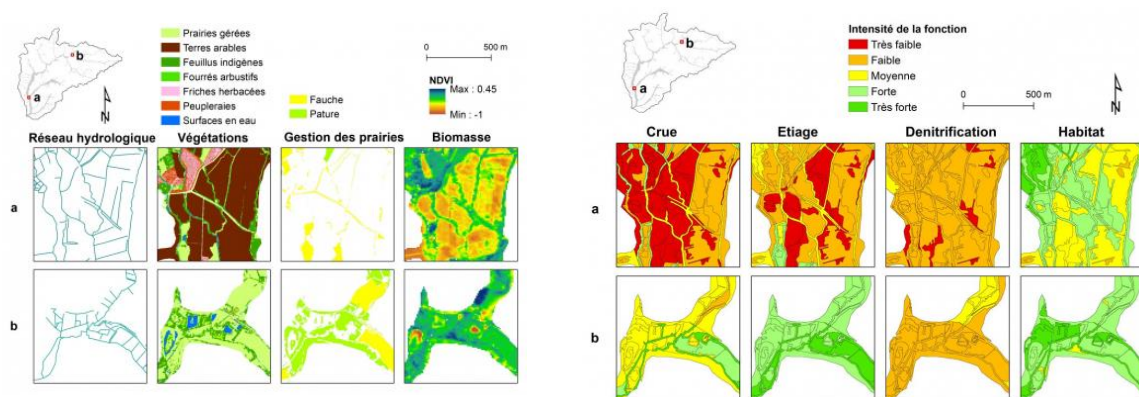 b
a
N
Prairies gérées
Terres arables
Feuillus indigènes
Fourrés arbustifs
Friches herbacées
Peupleraies
Surfaces en eau
Fauche
Pature
0 500 m
NDVI
Max : 0.45
Min : -1
Réseau hydrologique Végétations Gestion des prairies Biomasse
a
b
b
a
N
Intensité de la fonction
Très faible
Faible
Moyenne
Forte
Très forte
0 500 m
Crue Etiage Denitrification Habitat
a
b